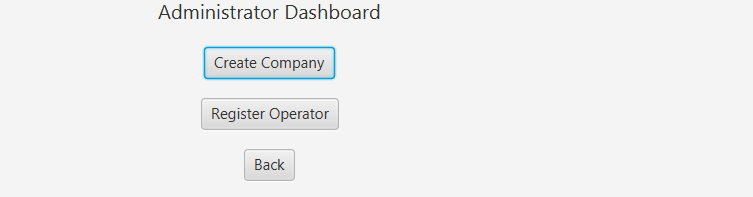 Administrator Dashboard
Create Company
Register Operator
Back